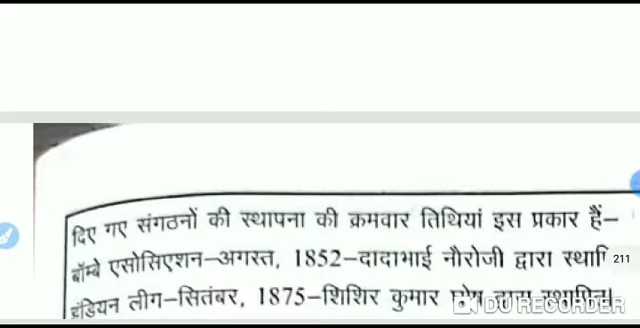 दिए गए संगठनों की स्थापना की क्रमवार तिथियां इस प्रकार हैं–
बॉम्बे एसोसिएशन–अगस्त, 1852–दादाभाई नौरोजी द्वारा स्थापि
211
इंडियन लीग–सितंबर, 1875–शिशिर कुमार घोष द्वारा स्थापित।
DU RECORDER